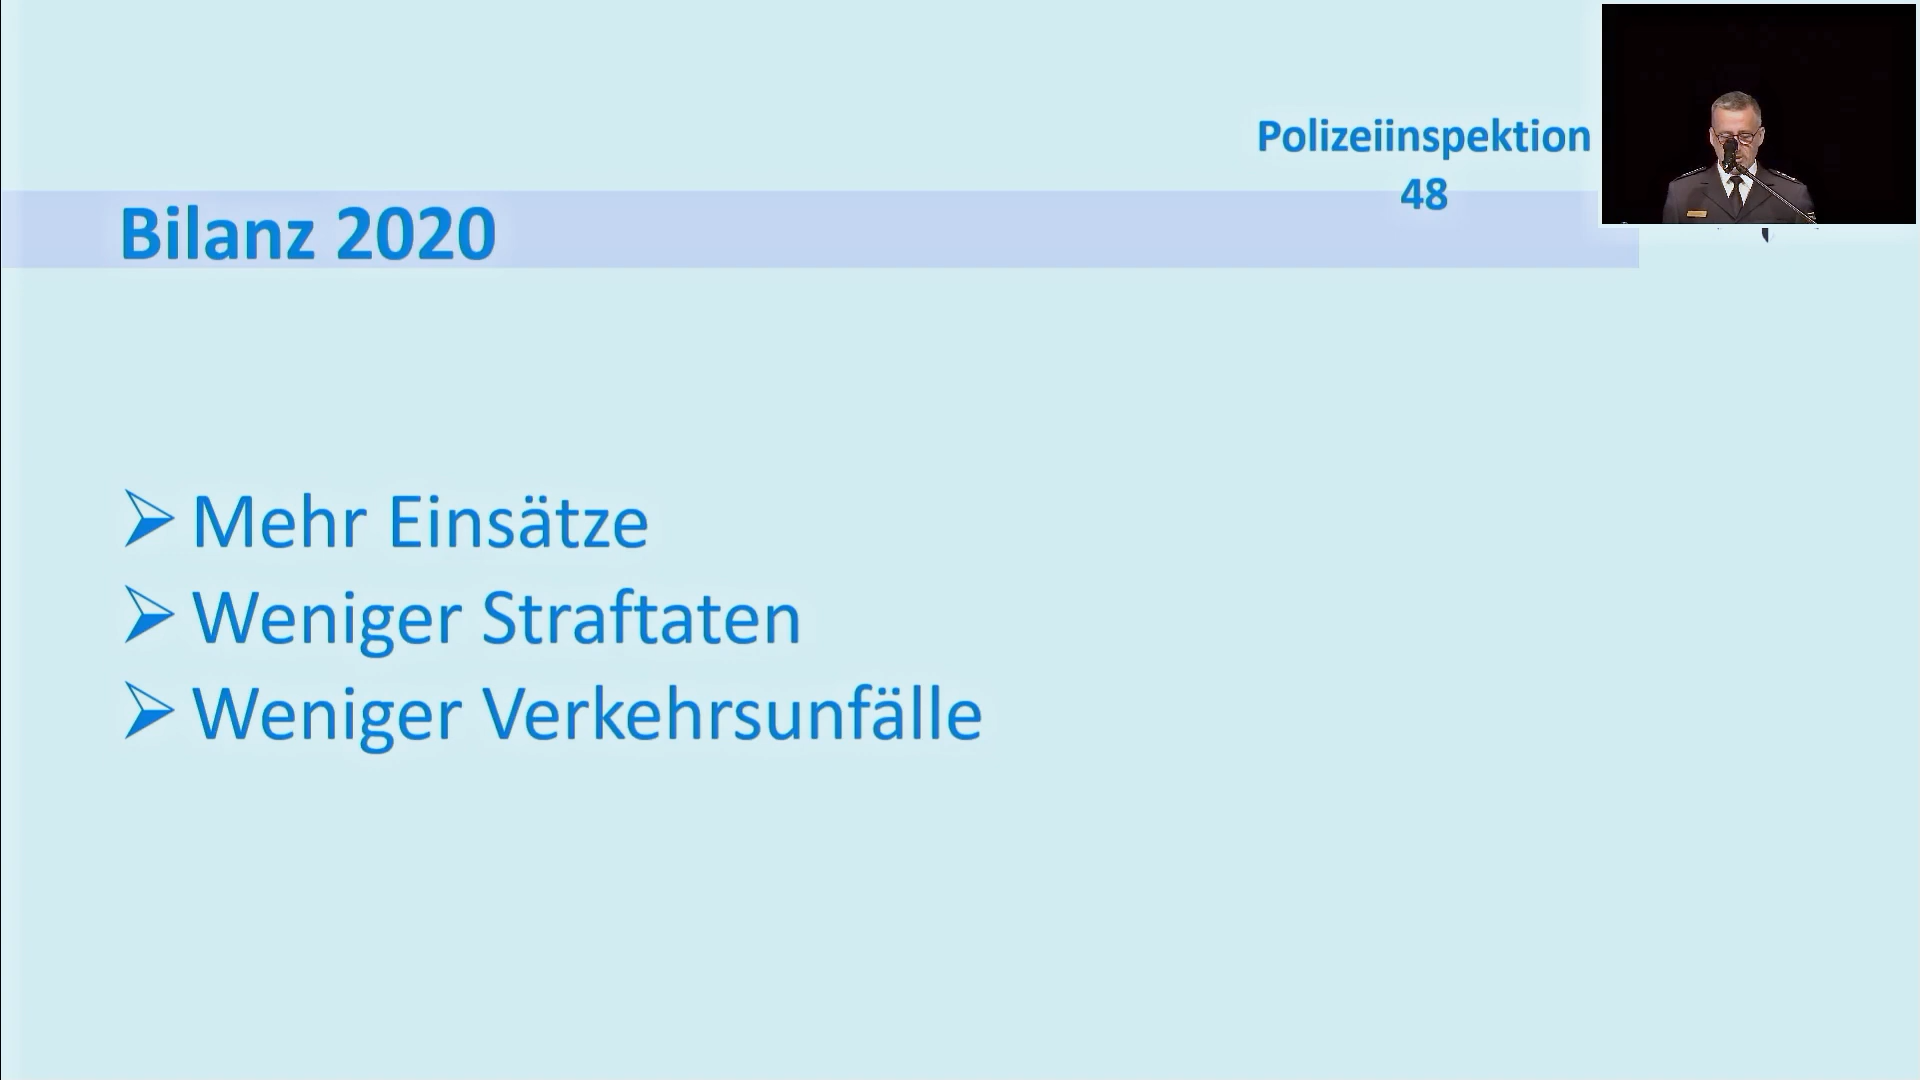 Polizeiinspektion
48
Bilanz 2020
Mehr Einsätze
Weniger Straftaten
Weniger Verkehrsunfälle